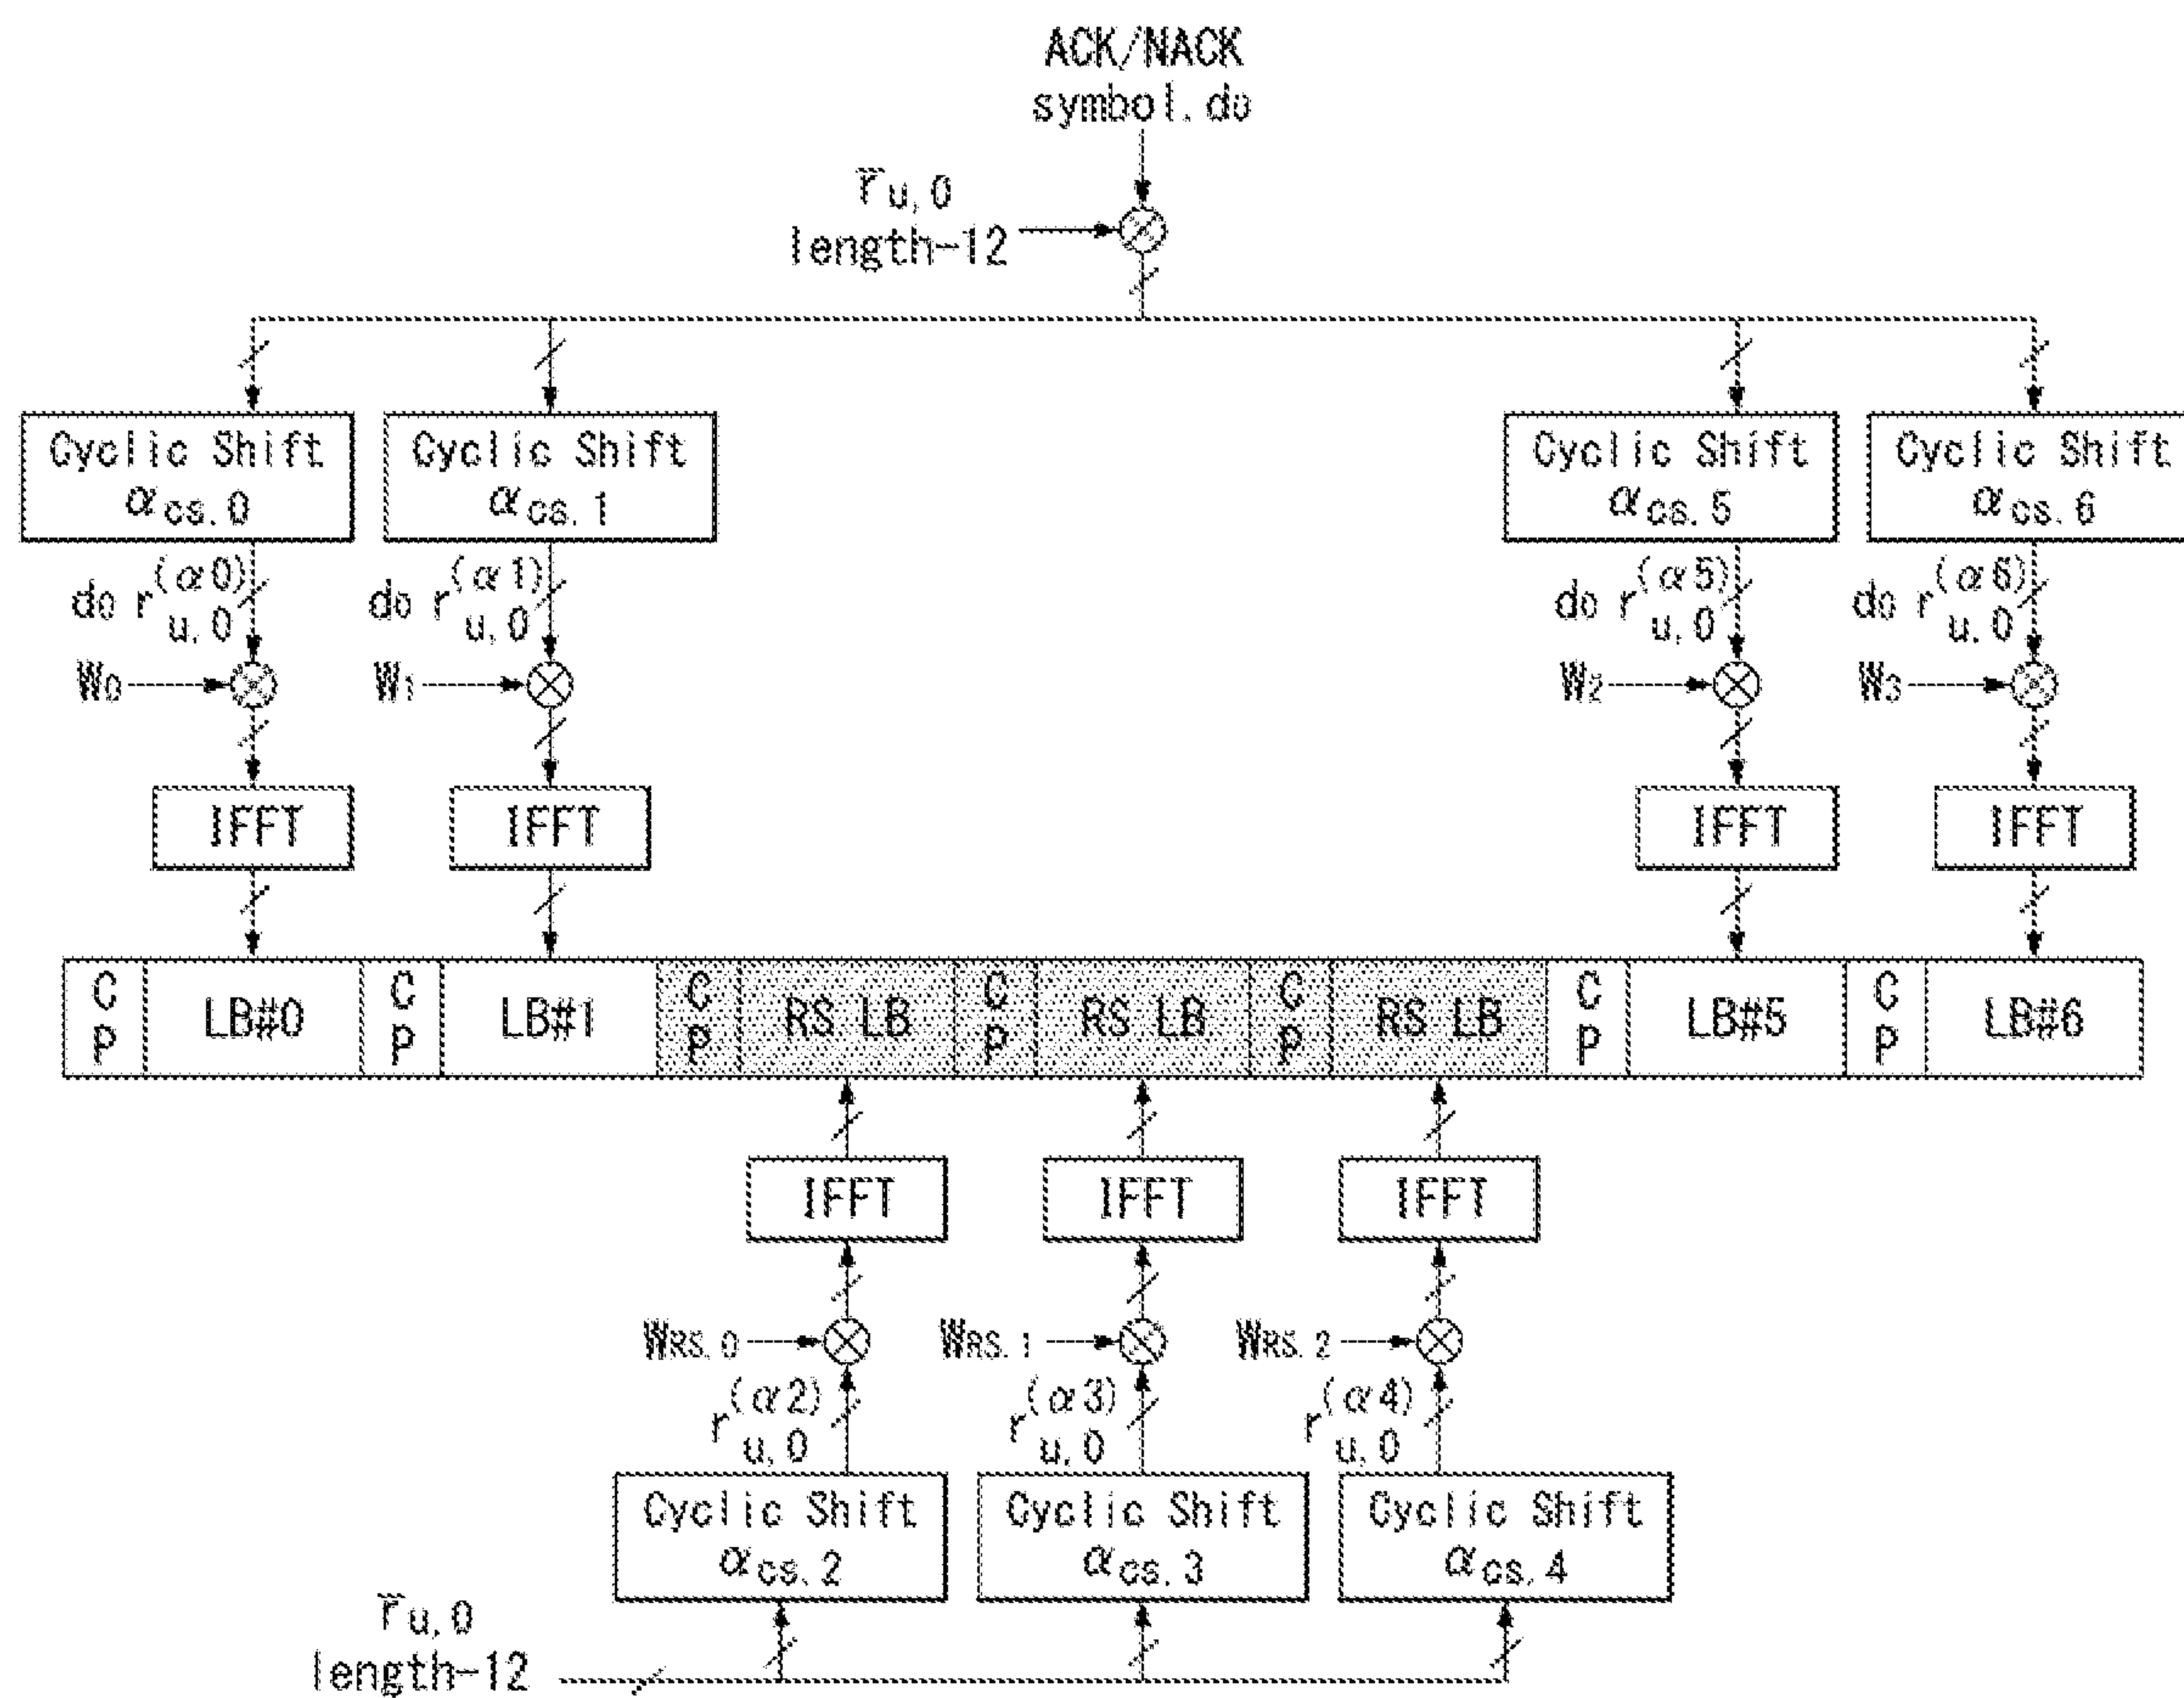 ACK/NACK
symbol. d0
r̄u, 0
length-12
Cyclic Shift
αcs. 0
Cyclic Shift
αcs. 1
Cyclic Shift
αcs. 5
Cyclic Shift
αcs. 6
d0 r(α0)u, 0
d0 r(α1)u, 0
d0 r(α5)u, 0
d0 r(α6)u, 0
W0
W1
W2
W3
IFFT
IFFT
IFFT
IFFT
CP LB#0 CP LB#1 CP RS LB CP RS LB CP RS LB CP LB#5 CP LB#6
IFFT
IFFT
IFFT
WRS. 0
WRS. 1
WRS. 2
r(α2)u, 0
r(α3)u, 0
r(α4)u, 0
Cyclic Shift
αcs. 2
Cyclic Shift
αcs. 3
Cyclic Shift
αcs. 4
r̄u, 0
length-12